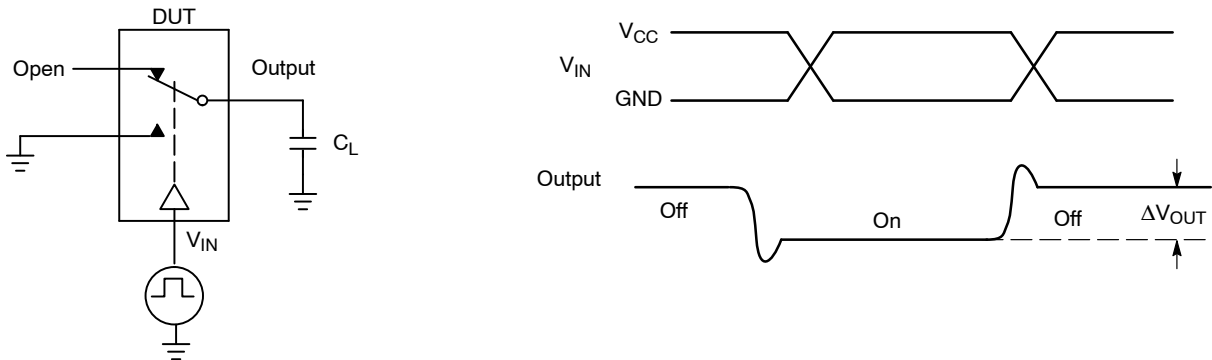 DUT
Open
Output
C_L
V_IN
V_CC
V_IN
GND
Output
Off
On
Off
ΔV_OUT